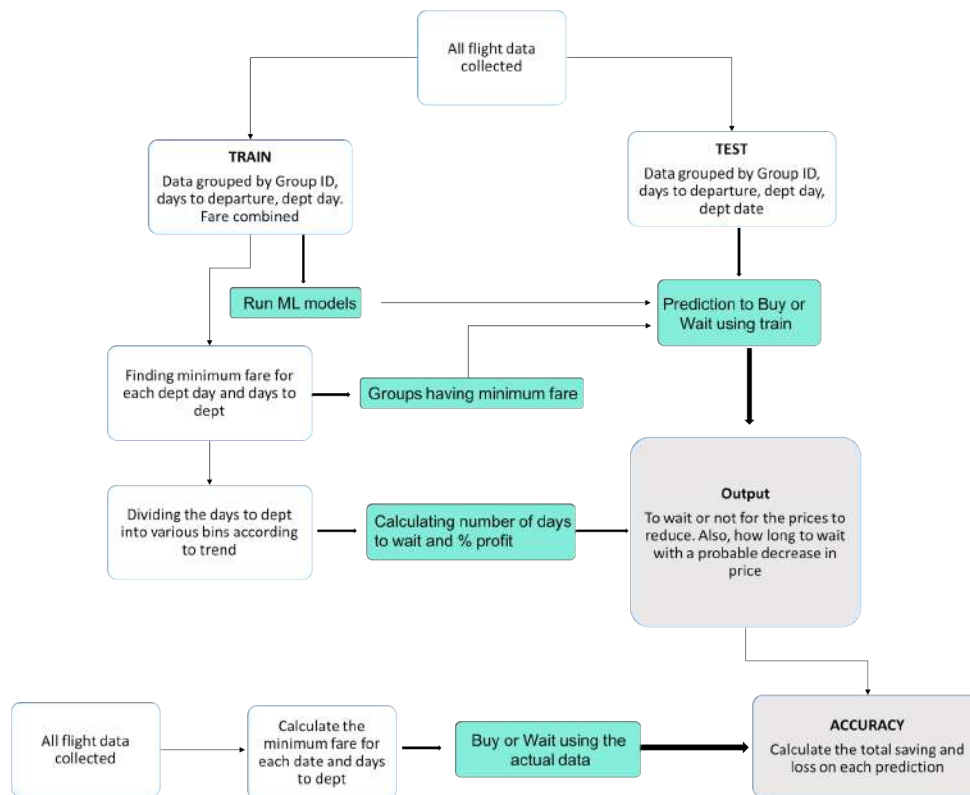 All flight data
collected
TRAIN
Data grouped by Group ID,
days to departure, dept day.
Fare combined
TEST
Data grouped by Group ID,
days to departure, dept day,
dept date
Run ML models
Prediction to Buy or
Wait using train
Finding minimum fare for
each dept day and days to
dept
Groups having minimum fare
Dividing the days to dept
into various bins according
to trend
Calculating number of days
to wait and % profit
Output
To wait or not for the prices to
reduce. Also, how long to wait
with a probable decrease in
price
All flight data
collected
Calculate the
minimum fare for
each date and days
to dept
Buy or Wait using the
actual data
ACCURACY
Calculate the total saving and
loss on each prediction